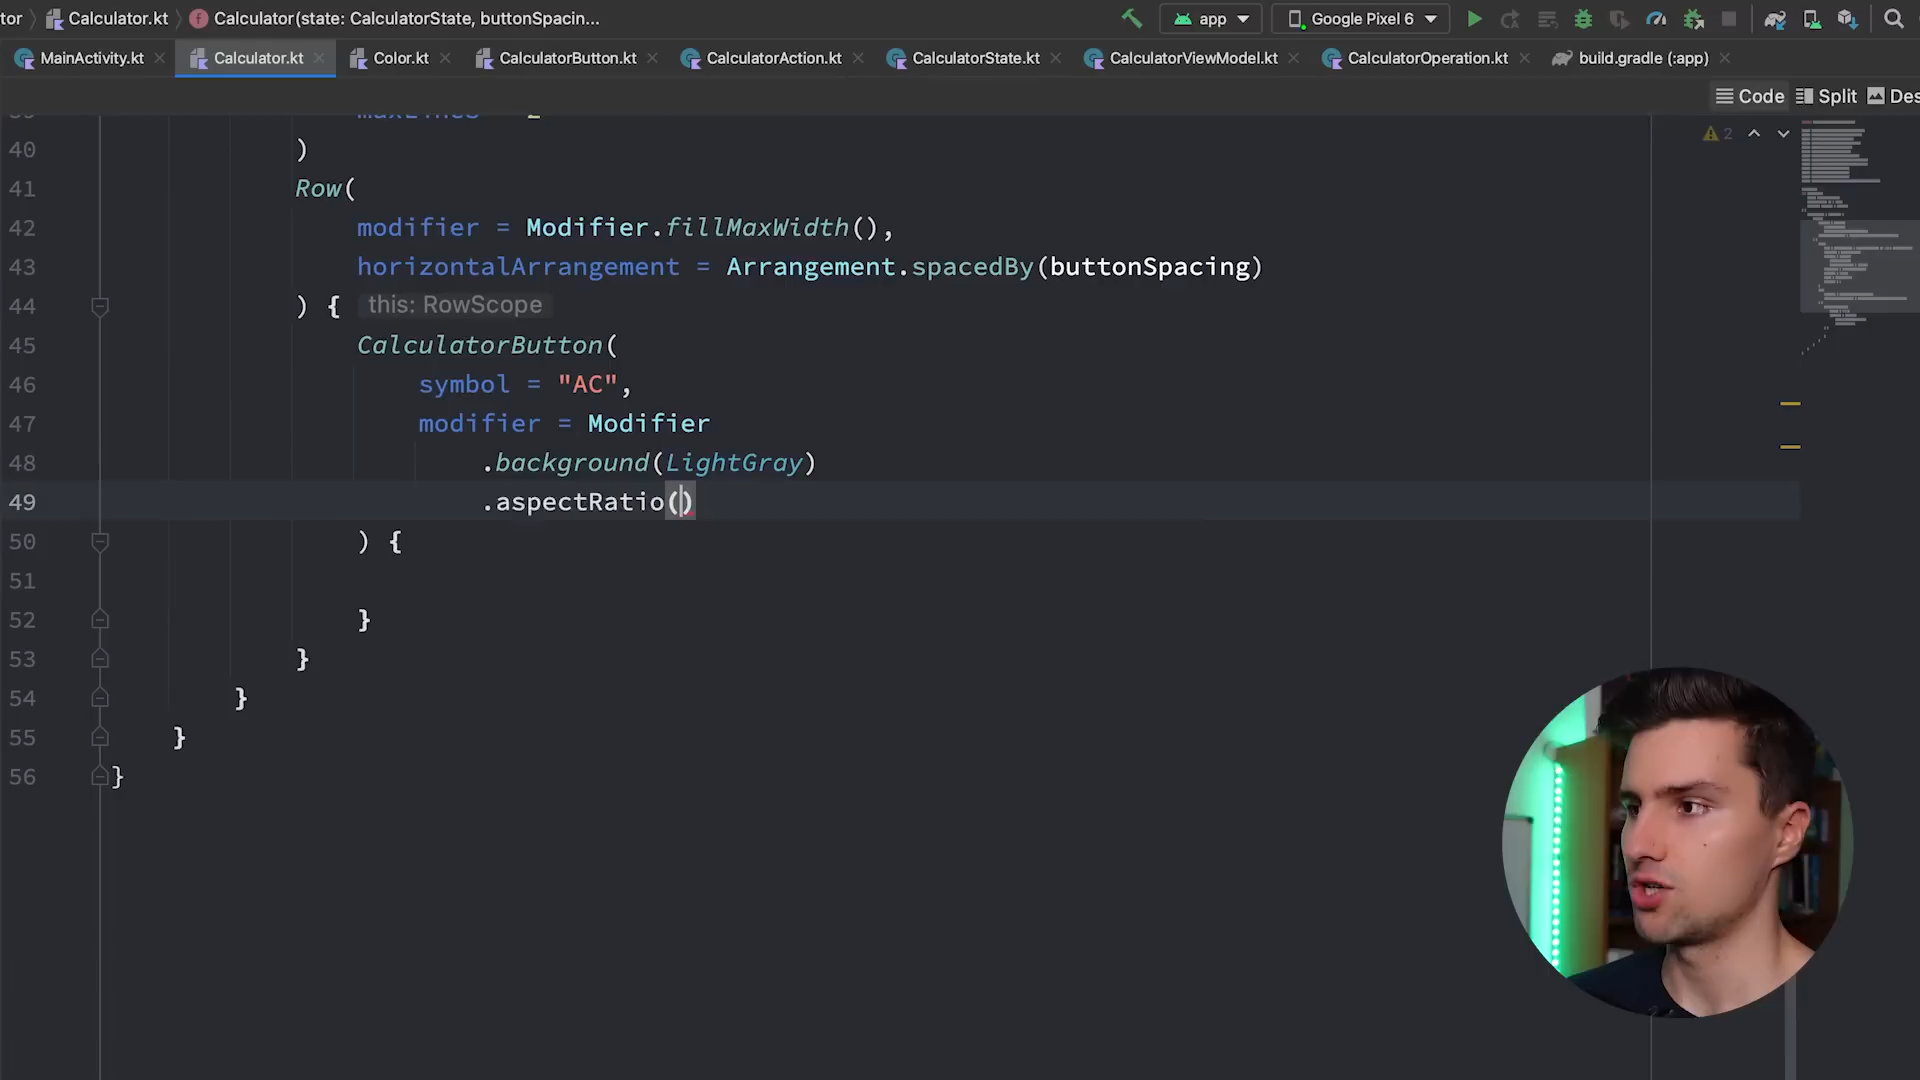 tor
Calculator.kt
Calculator(state: CalculatorState, buttonSpacin...
app
Google Pixel 6
MainActivity.kt
Calculator.kt
Color.kt
CalculatorButton.kt
CalculatorAction.kt
CalculatorState.kt
CalculatorViewModel.kt
CalculatorOperation.kt
build.gradle (:app)
Code
Split
Des
2
40 )
41 Row(
42 modifier = Modifier.fillMaxWidth(),
43 horizontalArrangement = Arrangement.spacedBy(buttonSpacing)
44 ) { this: RowScope
45 CalculatorButton(
46 symbol = "AC",
47 modifier = Modifier
48 .background(LightGray)
49 .aspectRatio()
50 ) {
51
52 }
53 }
54 }
55 }
56 }